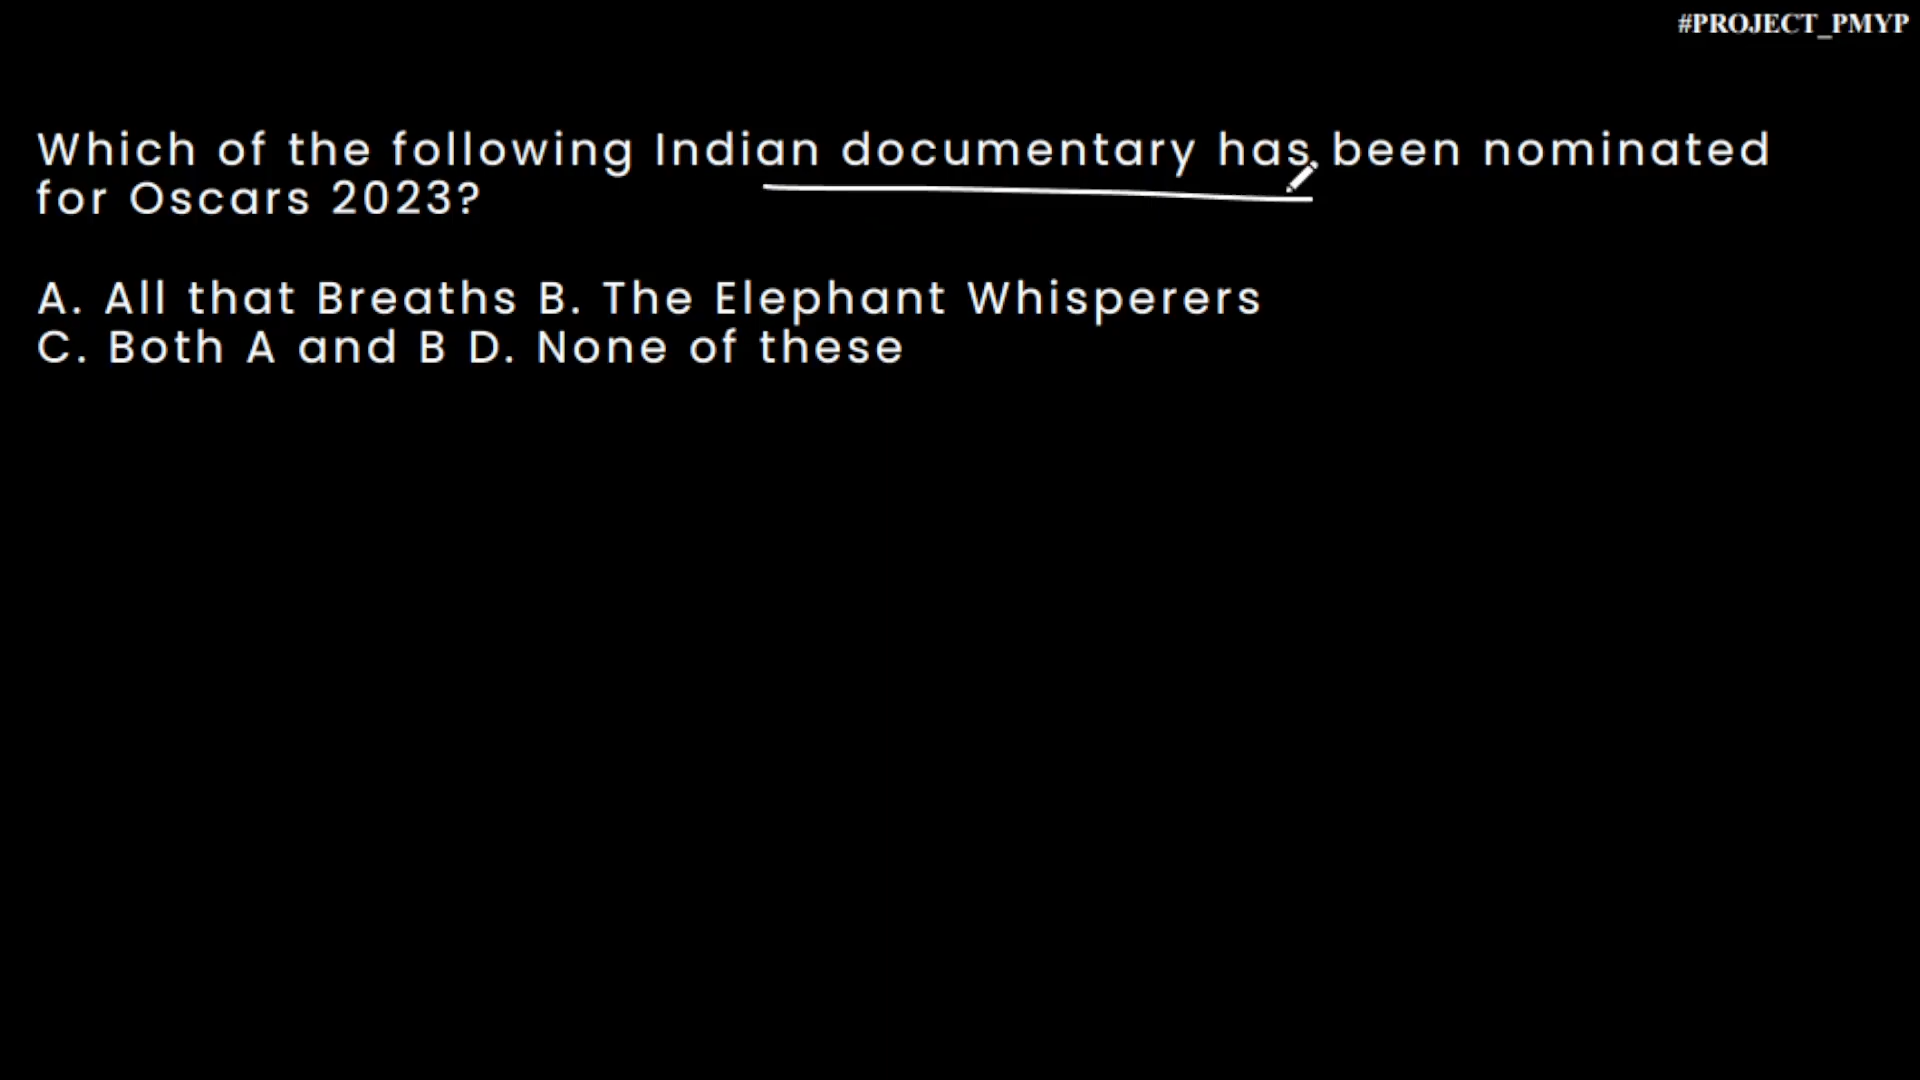 #PROJECT_PMYP
Which of the following Indian documentary has been nominated
for Oscars 2023?
A. All that Breaths B. The Elephant Whisperers
C. Both A and B D. None of these